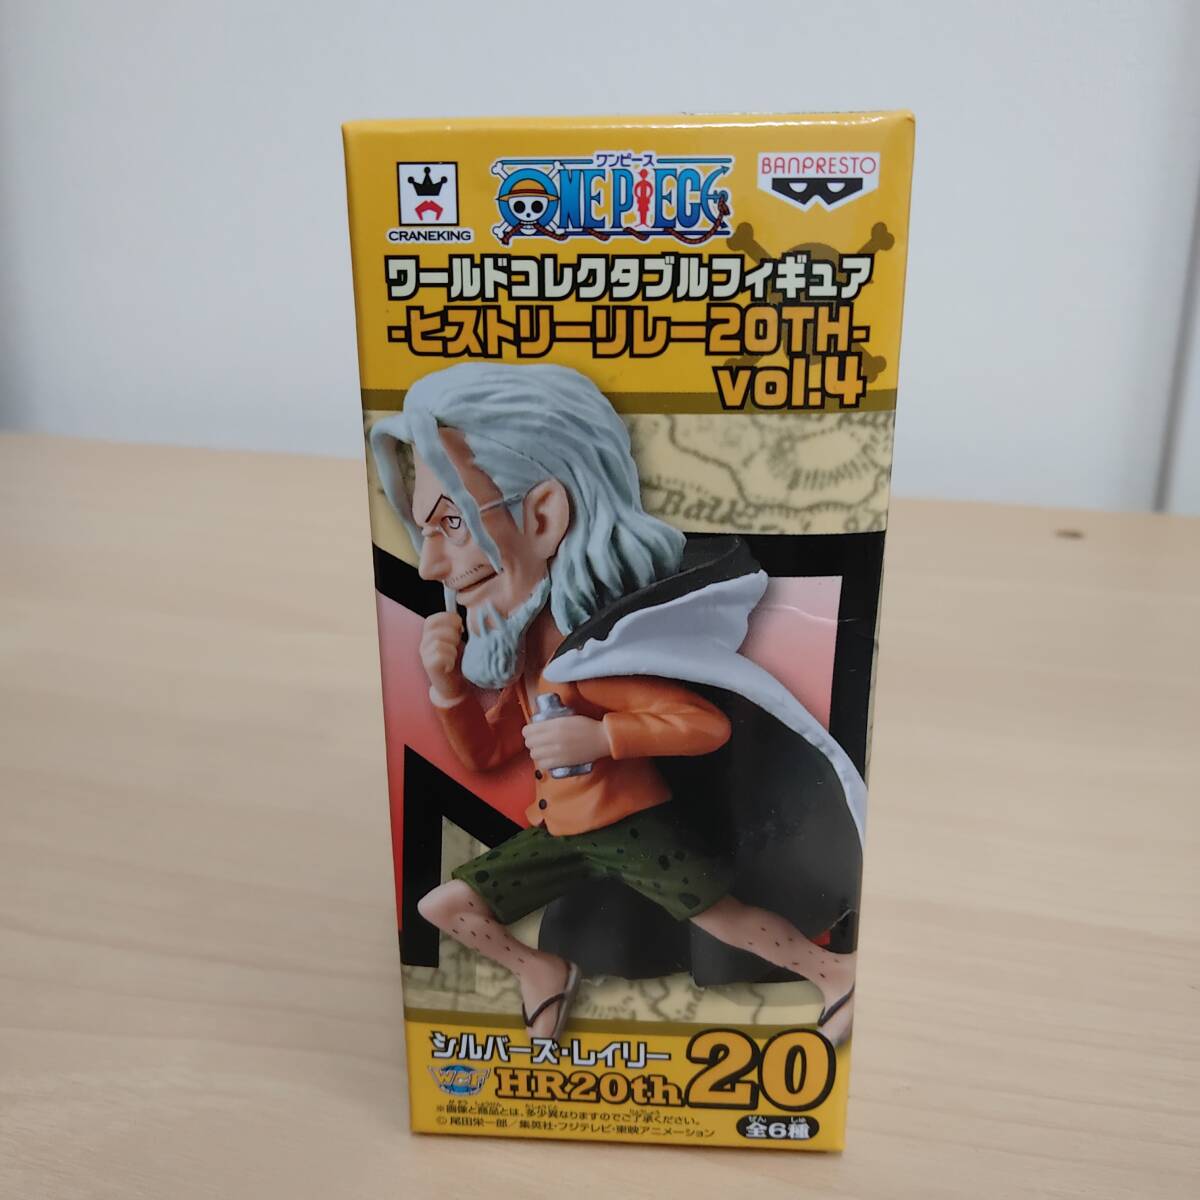 CRANEKING
ワンピース
ONE PIECE
BANPRESTO
ワールドコレクタブルフィギュア
-ヒストリーリレー20TH-
vol.4
Balk
シルバーズ・レイリー
WCF
HR20th 20
※画像と商品とは、多少異なりますのでご了承ください。
©尾田栄一郎/集英社・フジテレビ・東映アニメーション
全6種